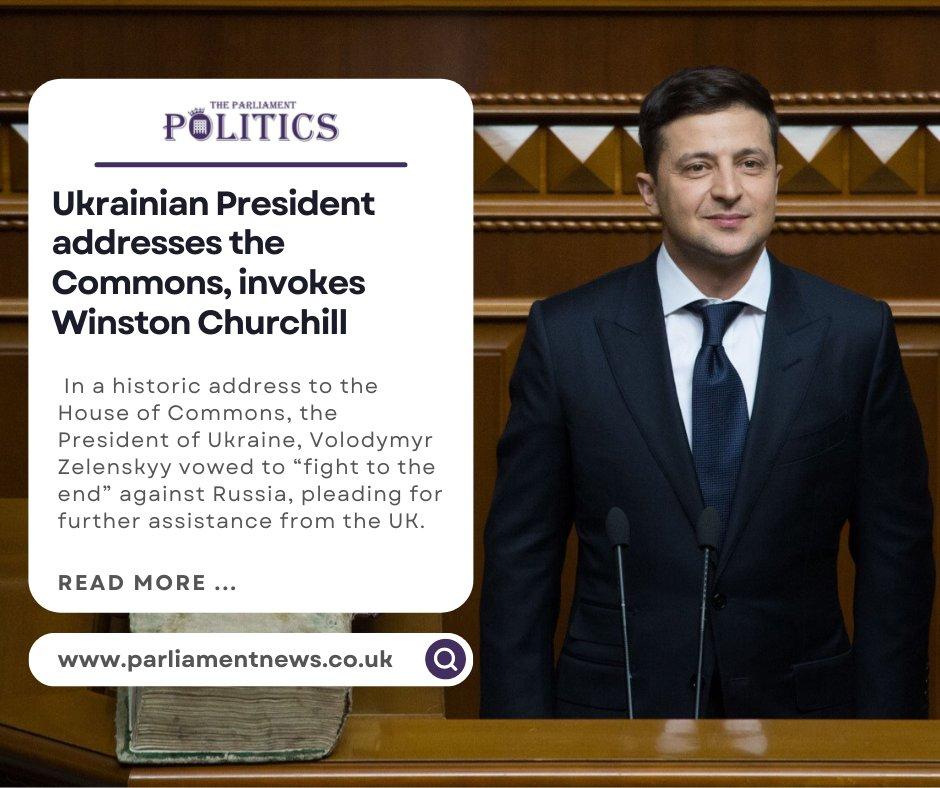 THE PARLIAMENT
POLITICS
Ukrainian President
addresses the
Commons, invokes
Winston Churchill
In a historic address to the
House of Commons, the
President of Ukraine, Volodymyr
Zelenskyy vowed to “fight to the
end” against Russia, pleading for
further assistance from the UK.
READ MORE ...
www.parliamentnews.co.uk